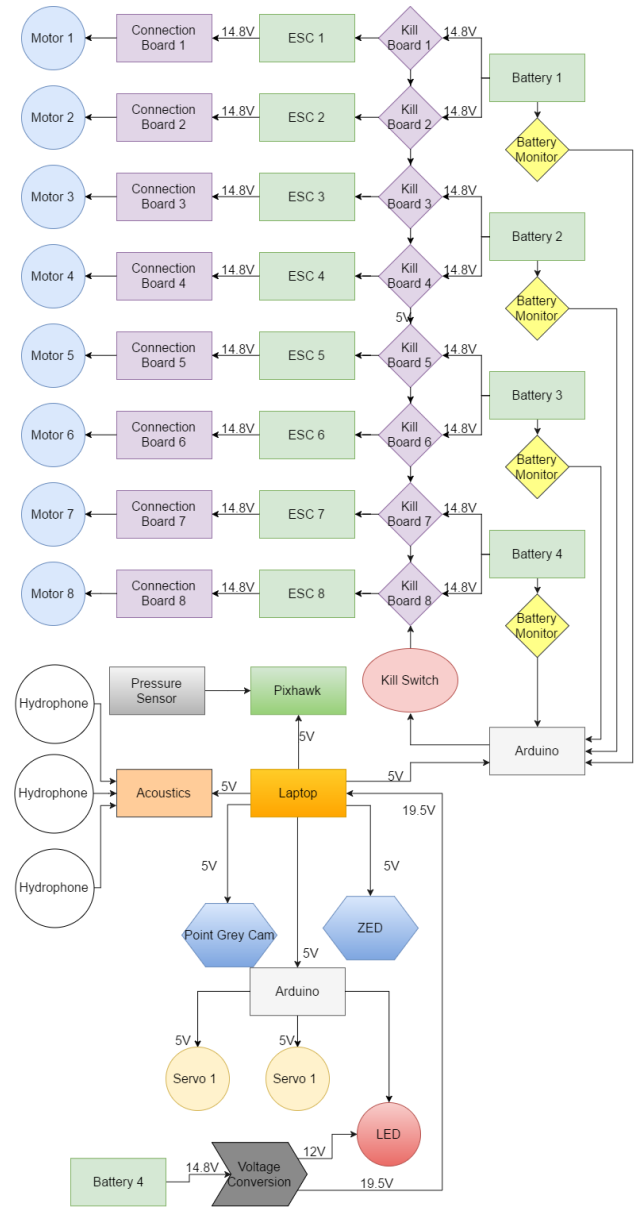 Motor 1
Connection
Board 1
14.8V
ESC 1
Kill
Board 1
14.8V
Battery 1
Motor 2
Connection
Board 2
14.8V
ESC 2
Kill
Board 2
14.8V
Battery
Monitor
Motor 3
Connection
Board 3
14.8V
ESC 3
Kill
Board 3
14.8V
Battery 2
Motor 4
Connection
Board 4
14.8V
ESC 4
Kill
Board 4
14.8V
Battery
Monitor
5V
Motor 5
Connection
Board 5
14.8V
ESC 5
Kill
Board 5
14.8V
Battery 3
Motor 6
Connection
Board 6
14.8V
ESC 6
Kill
Board 6
14.8V
Battery
Monitor
Motor 7
Connection
Board 7
14.8V
ESC 7
Kill
Board 7
14.8V
Battery 4
Motor 8
Connection
Board 8
14.8V
ESC 8
Kill
Board 8
14.8V
Battery
Monitor
Hydrophone
Pressure
Sensor
Pixhawk
Kill Switch
5V
Arduino
Hydrophone
Acoustics
5V
Laptop
5V
19.5V
Hydrophone
5V
5V
Point Grey Cam
ZED
5V
Arduino
5V
5V
Servo 1
Servo 1
LED
Battery 4
14.8V
Voltage
Conversion
12V
19.5V